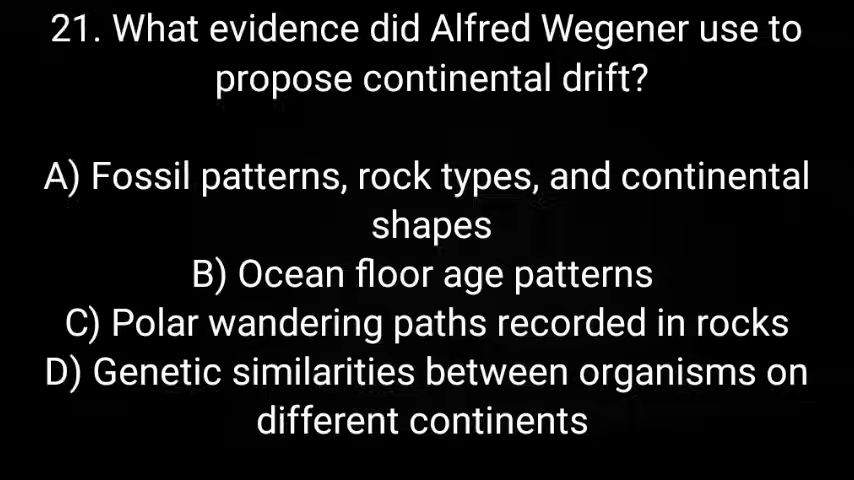 21. What evidence did Alfred Wegener use to
propose continental drift?
A) Fossil patterns, rock types, and continental
shapes
B) Ocean floor age patterns
C) Polar wandering paths recorded in rocks
D) Genetic similarities between organisms on
different continents